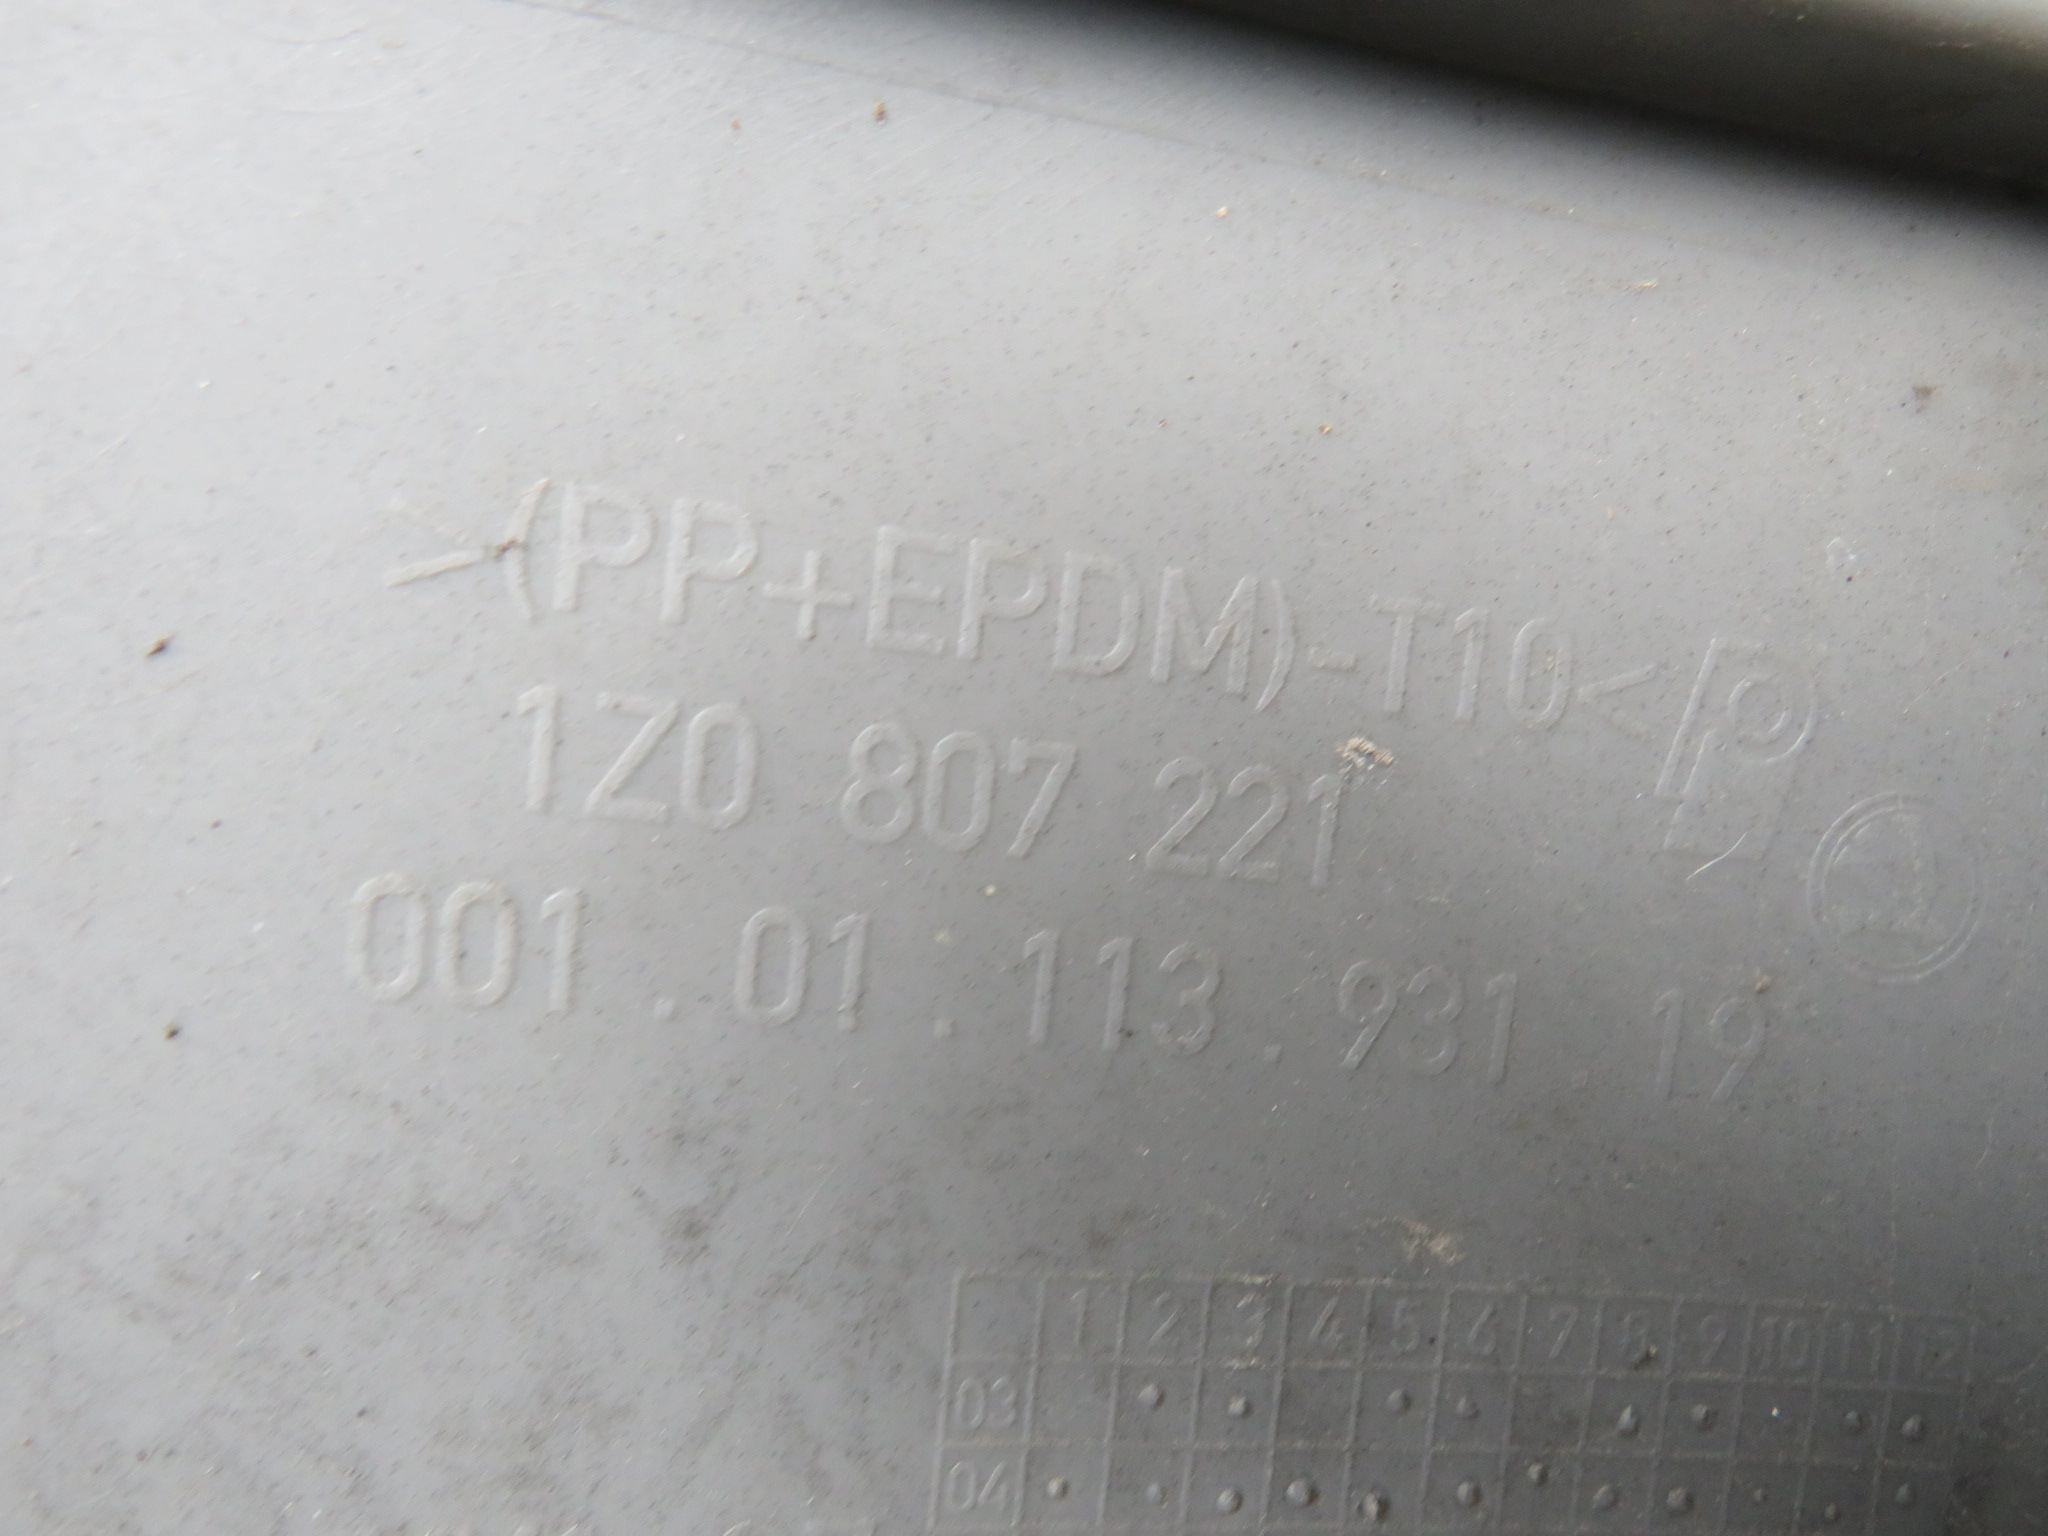 >(PP+EPDM)-T10<
1Z0 807 221
001.01.113.931.19
1 2 3 4 5 6 7 8 9 10 11 12
03
04